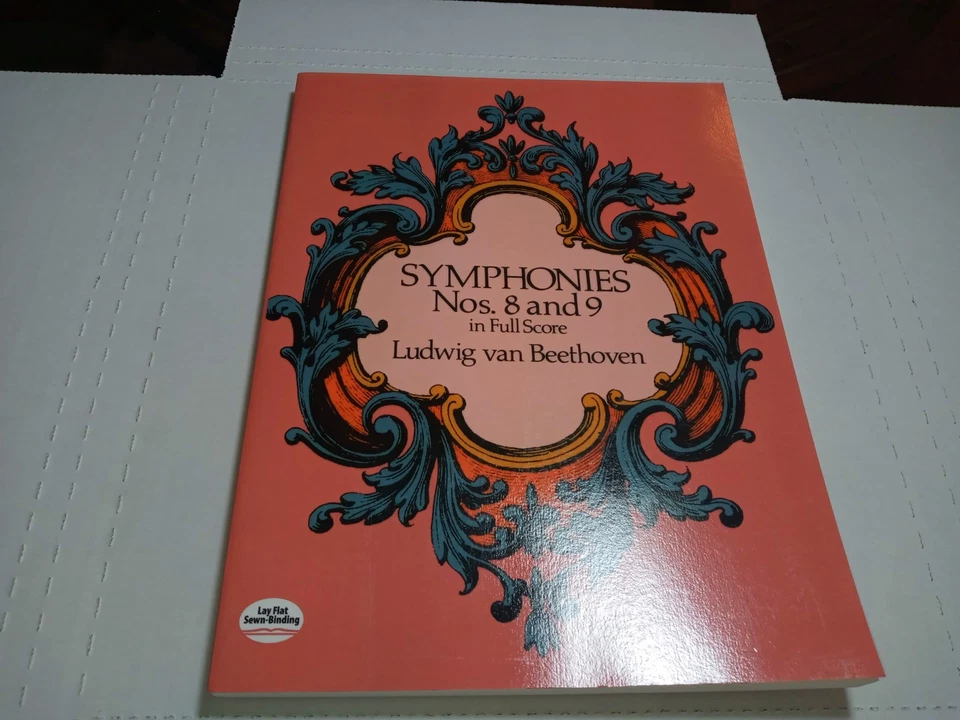 SYMPHONIES
Nos. 8 and 9
in Full Score
Ludwig van Beethoven
Lay Flat
Sewn-Binding